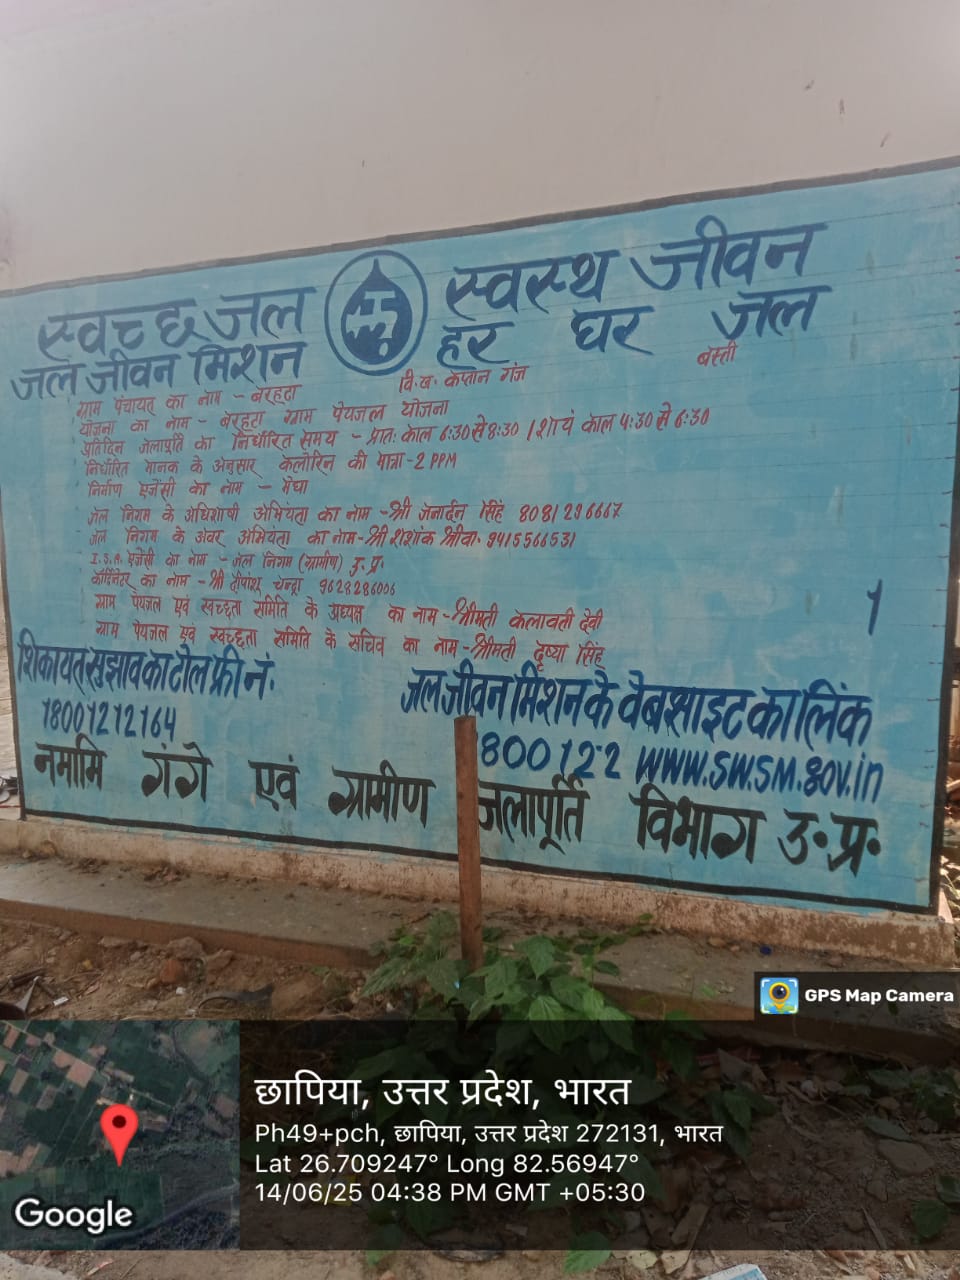 स्वच्छ जल
स्वस्थ जीवन
जल जीवन मिशन
हर घर जल
ग्राम पंचायत का नाम - बेरहटा
वि.ख. कप्तान गंज
बस्ती
योजना का नाम - बेरहटा ग्राम पेयजल योजना
प्रतिदिन जलापूर्ति का निर्धारित समय - प्रातः काल 6:30 से 8:30 / शायं काल 4:30 से 6:30
निर्धारित मानक के अनुसार कलोरिन की मात्रा - 2 PPM
निर्माण एजेंसी का नाम - मेघा
जल निगम के अधिशाषी अभियंता का नाम - श्री जनार्दन सिंह 8081296667
जल निगम के अवर अभियंता का नाम - श्री शशांक श्रीवा. 9415566531
I.S.A. एजेंसी का नाम - जल निगम (ग्रामीण) उ.प्र.
कॉर्डिनेटर का नाम - श्री दीपांशू चन्द्रा 9628286006
ग्राम पेयजल एवं स्वच्छता समिति के अध्यक्ष का नाम - श्रीमती कलावती देवी
ग्राम पेयजल एवं स्वच्छता समिति के सचिव का नाम - श्रीमती दृष्या सिंह
1
शिकायत सुझाव का टोल फ्री नं.
18001212164
जल जीवन मिशन के वेबसाइट का लिंक
800122 WWW.SW.SM.gov.in
नमामि गंगे एवं ग्रामीण जलापूर्ति विभाग उ.प्र.
GPS Map Camera
छापिया, उत्तर प्रदेश, भारत
Ph49+pch, छापिया, उत्तर प्रदेश 272131, भारत
Lat 26.709247° Long 82.56947°
14/06/25 04:38 PM GMT +05:30
Google